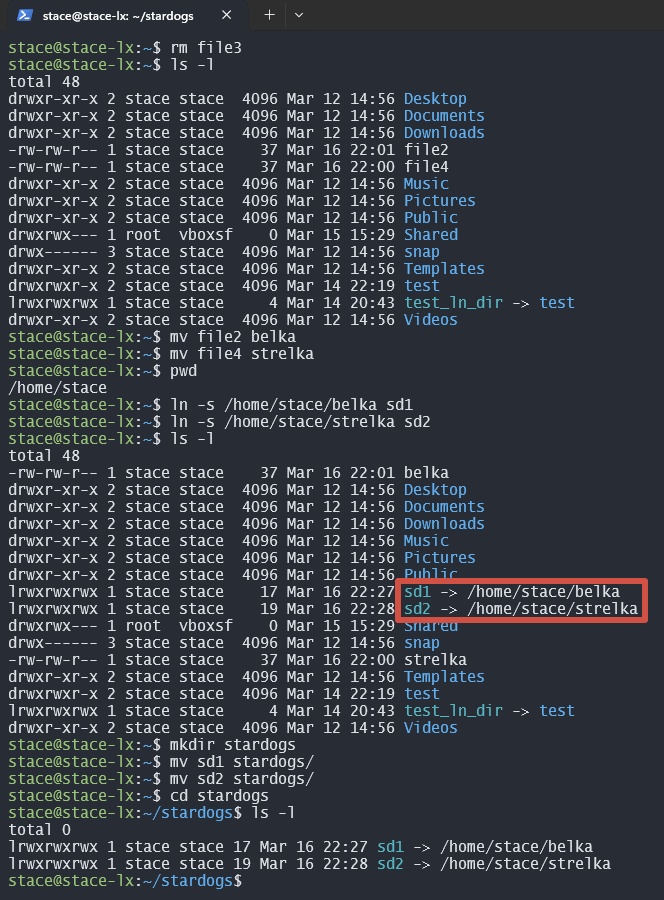 stace@stace-lx: ~/stardogs
stace@stace-lx:~$ rm file3
stace@stace-lx:~$ ls -l
total 48
drwxr-xr-x 2 stace stace  4096 Mar 12 14:56 Desktop
drwxr-xr-x 2 stace stace  4096 Mar 12 14:56 Documents
drwxr-xr-x 2 stace stace  4096 Mar 12 14:56 Downloads
-rw-rw-r-- 1 stace stace    37 Mar 16 22:01 file2
-rw-rw-r-- 1 stace stace    37 Mar 16 22:00 file4
drwxr-xr-x 2 stace stace  4096 Mar 12 14:56 Music
drwxr-xr-x 2 stace stace  4096 Mar 12 14:56 Pictures
drwxr-xr-x 2 stace stace  4096 Mar 12 14:56 Public
drwxrwx--- 1 root  vboxsf    0 Mar 15 15:29 Shared
drwx------ 3 stace stace  4096 Mar 12 14:56 snap
drwxr-xr-x 2 stace stace  4096 Mar 12 14:56 Templates
drwxrwxr-x 2 stace stace  4096 Mar 14 22:19 test
lrwxrwxrwx 1 stace stace     4 Mar 14 20:43 test_ln_dir -> test
drwxr-xr-x 2 stace stace  4096 Mar 12 14:56 Videos
stace@stace-lx:~$ mv file2 belka
stace@stace-lx:~$ mv file4 strelka
stace@stace-lx:~$ pwd
/home/stace
stace@stace-lx:~$ ln -s /home/stace/belka sd1
stace@stace-lx:~$ ln -s /home/stace/strelka sd2
stace@stace-lx:~$ ls -l
total 48
-rw-rw-r-- 1 stace stace    37 Mar 16 22:01 belka
drwxr-xr-x 2 stace stace  4096 Mar 12 14:56 Desktop
drwxr-xr-x 2 stace stace  4096 Mar 12 14:56 Documents
drwxr-xr-x 2 stace stace  4096 Mar 12 14:56 Downloads
drwxr-xr-x 2 stace stace  4096 Mar 12 14:56 Music
drwxr-xr-x 2 stace stace  4096 Mar 12 14:56 Pictures
drwxr-xr-x 2 stace stace  4096 Mar 12 14:56 Public
lrwxrwxrwx 1 stace stace    17 Mar 16 22:27 sd1 -> /home/stace/belka
lrwxrwxrwx 1 stace stace    19 Mar 16 22:28 sd2 -> /home/stace/strelka
drwxrwx--- 1 root  vboxsf    0 Mar 15 15:29 Shared
drwx------ 3 stace stace  4096 Mar 12 14:56 snap
-rw-rw-r-- 1 stace stace    37 Mar 16 22:00 strelka
drwxr-xr-x 2 stace stace  4096 Mar 12 14:56 Templates
drwxrwxr-x 2 stace stace  4096 Mar 14 22:19 test
lrwxrwxrwx 1 stace stace     4 Mar 14 20:43 test_ln_dir -> test
drwxr-xr-x 2 stace stace  4096 Mar 12 14:56 Videos
stace@stace-lx:~$ mkdir stardogs
stace@stace-lx:~$ mv sd1 stardogs/
stace@stace-lx:~$ mv sd2 stardogs/
stace@stace-lx:~$ cd stardogs
stace@stace-lx:~/stardogs$ ls -l
total 0
lrwxrwxrwx 1 stace stace 17 Mar 16 22:27 sd1 -> /home/stace/belka
lrwxrwxrwx 1 stace stace 19 Mar 16 22:28 sd2 -> /home/stace/strelka
stace@stace-lx:~/stardogs$